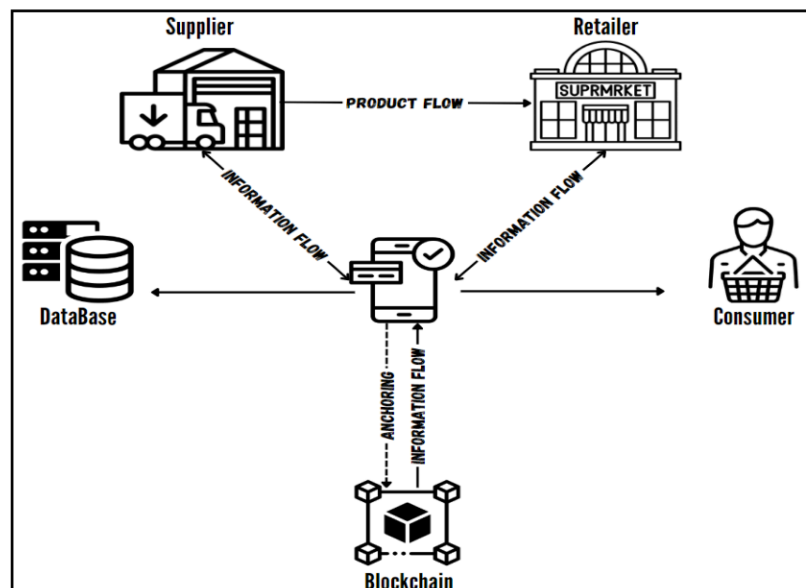 Supplier
Retailer
SUPRMRKET
PRODUCT FLOW
INFORMATION FLOW
INFORMATION FLOW
DataBase
Consumer
ANCHORING
INFORMATION FLOW
Blockchain